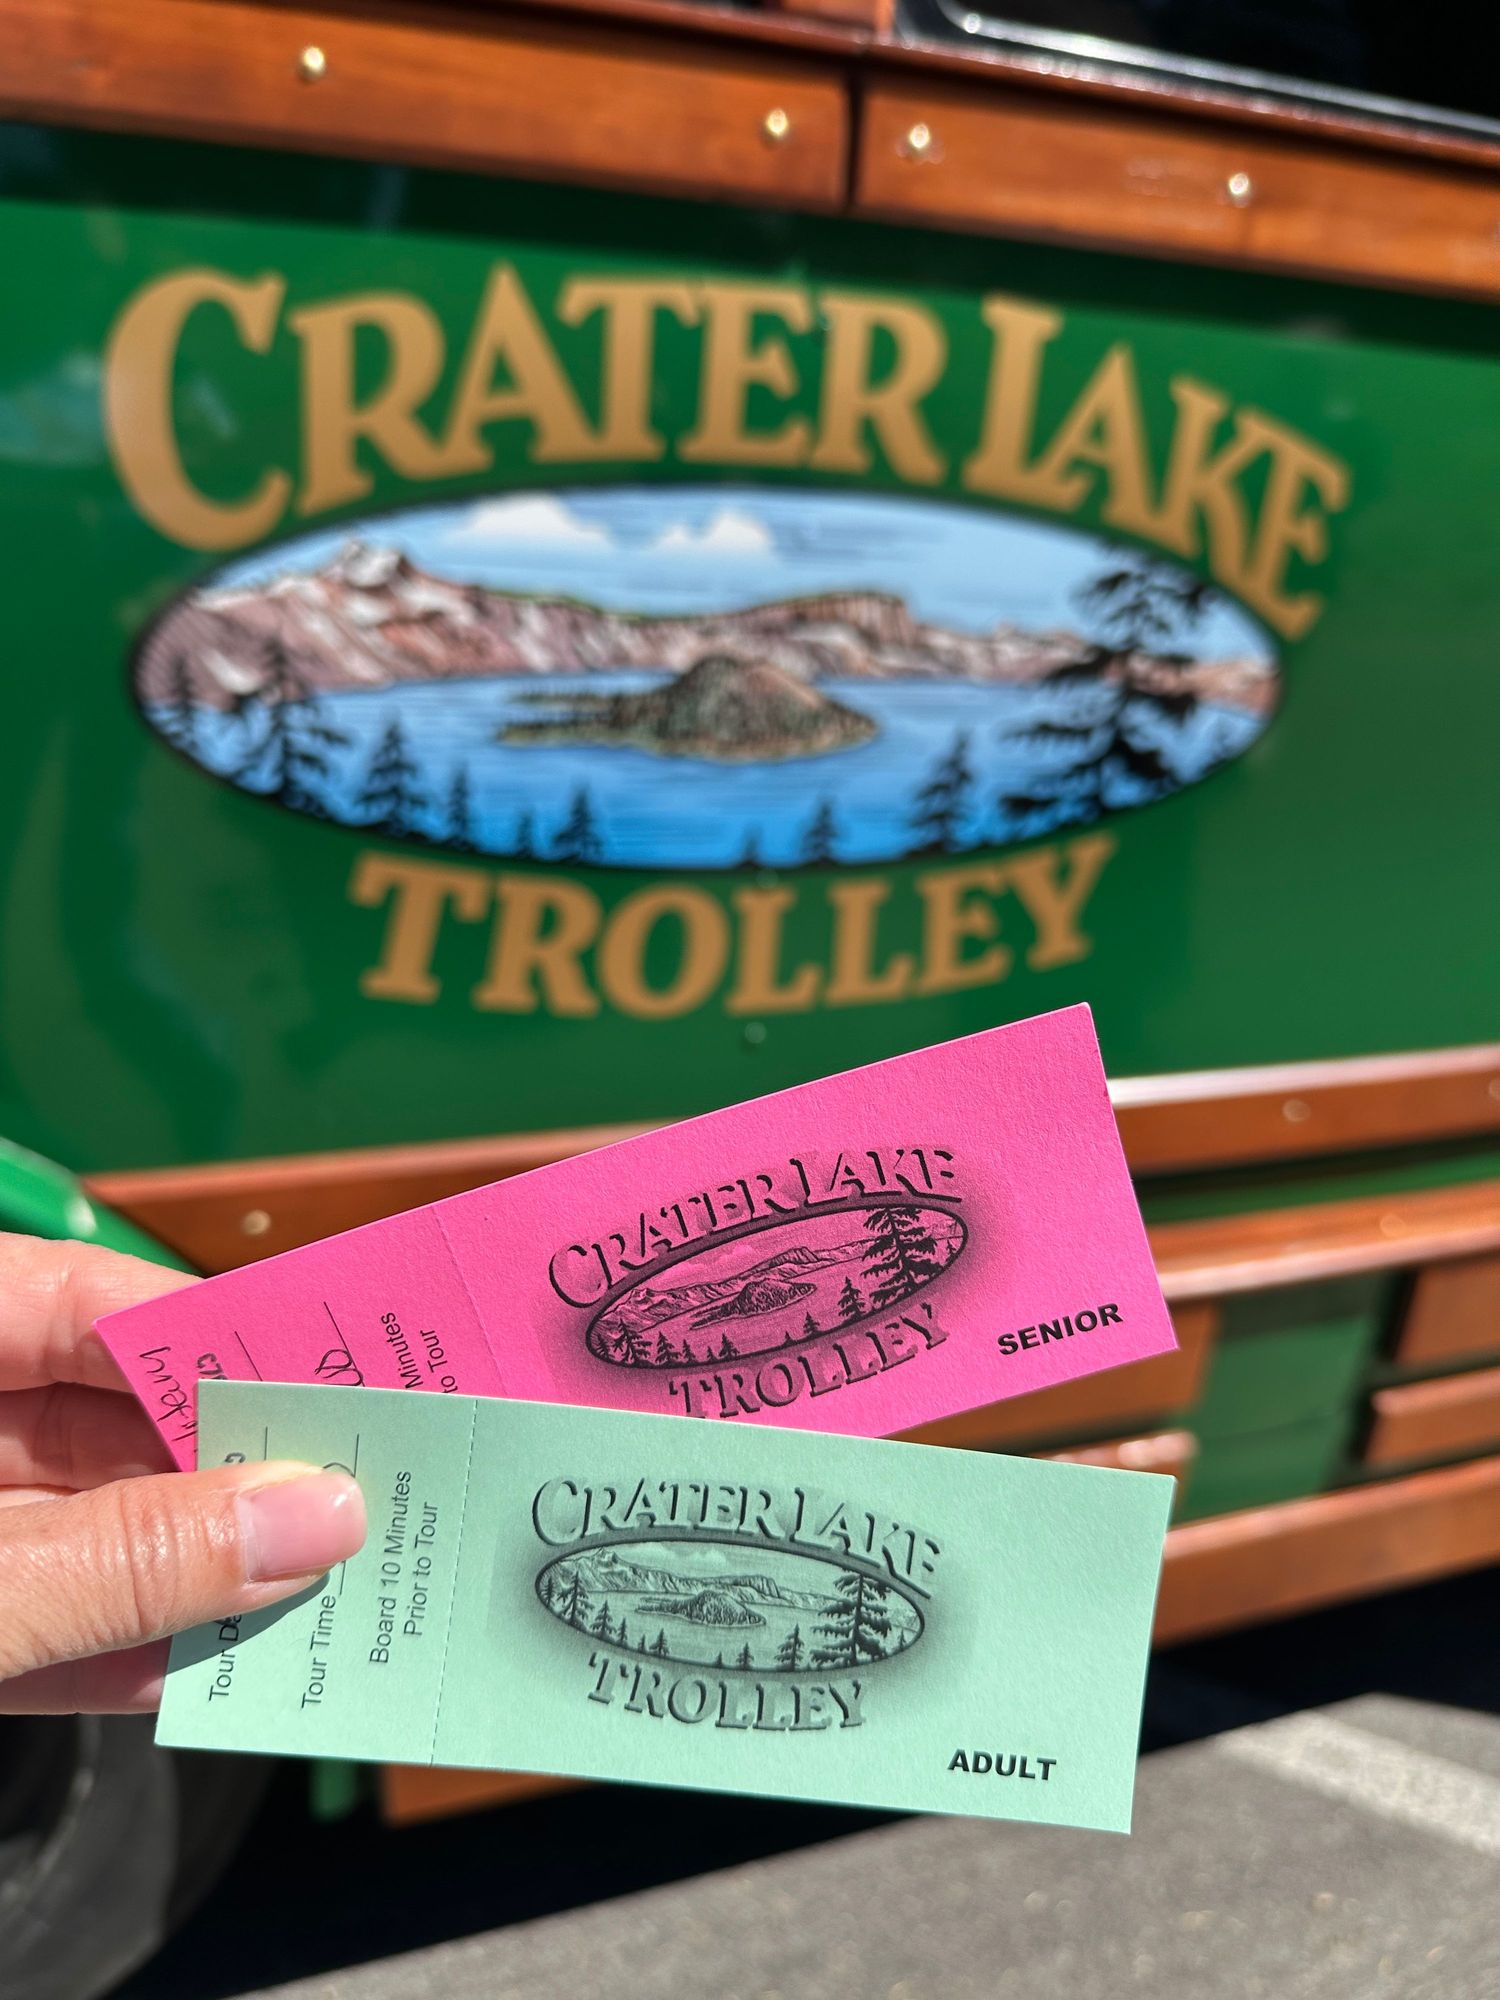 CRATER LAKE
TROLLEY
CRATER LAKE
TROLLEY
SENIOR
Minutes
to Tour
CRATER LAKE
TROLLEY
ADULT
Tour
Tour Time
Board 10 Minutes
Prior to Tour